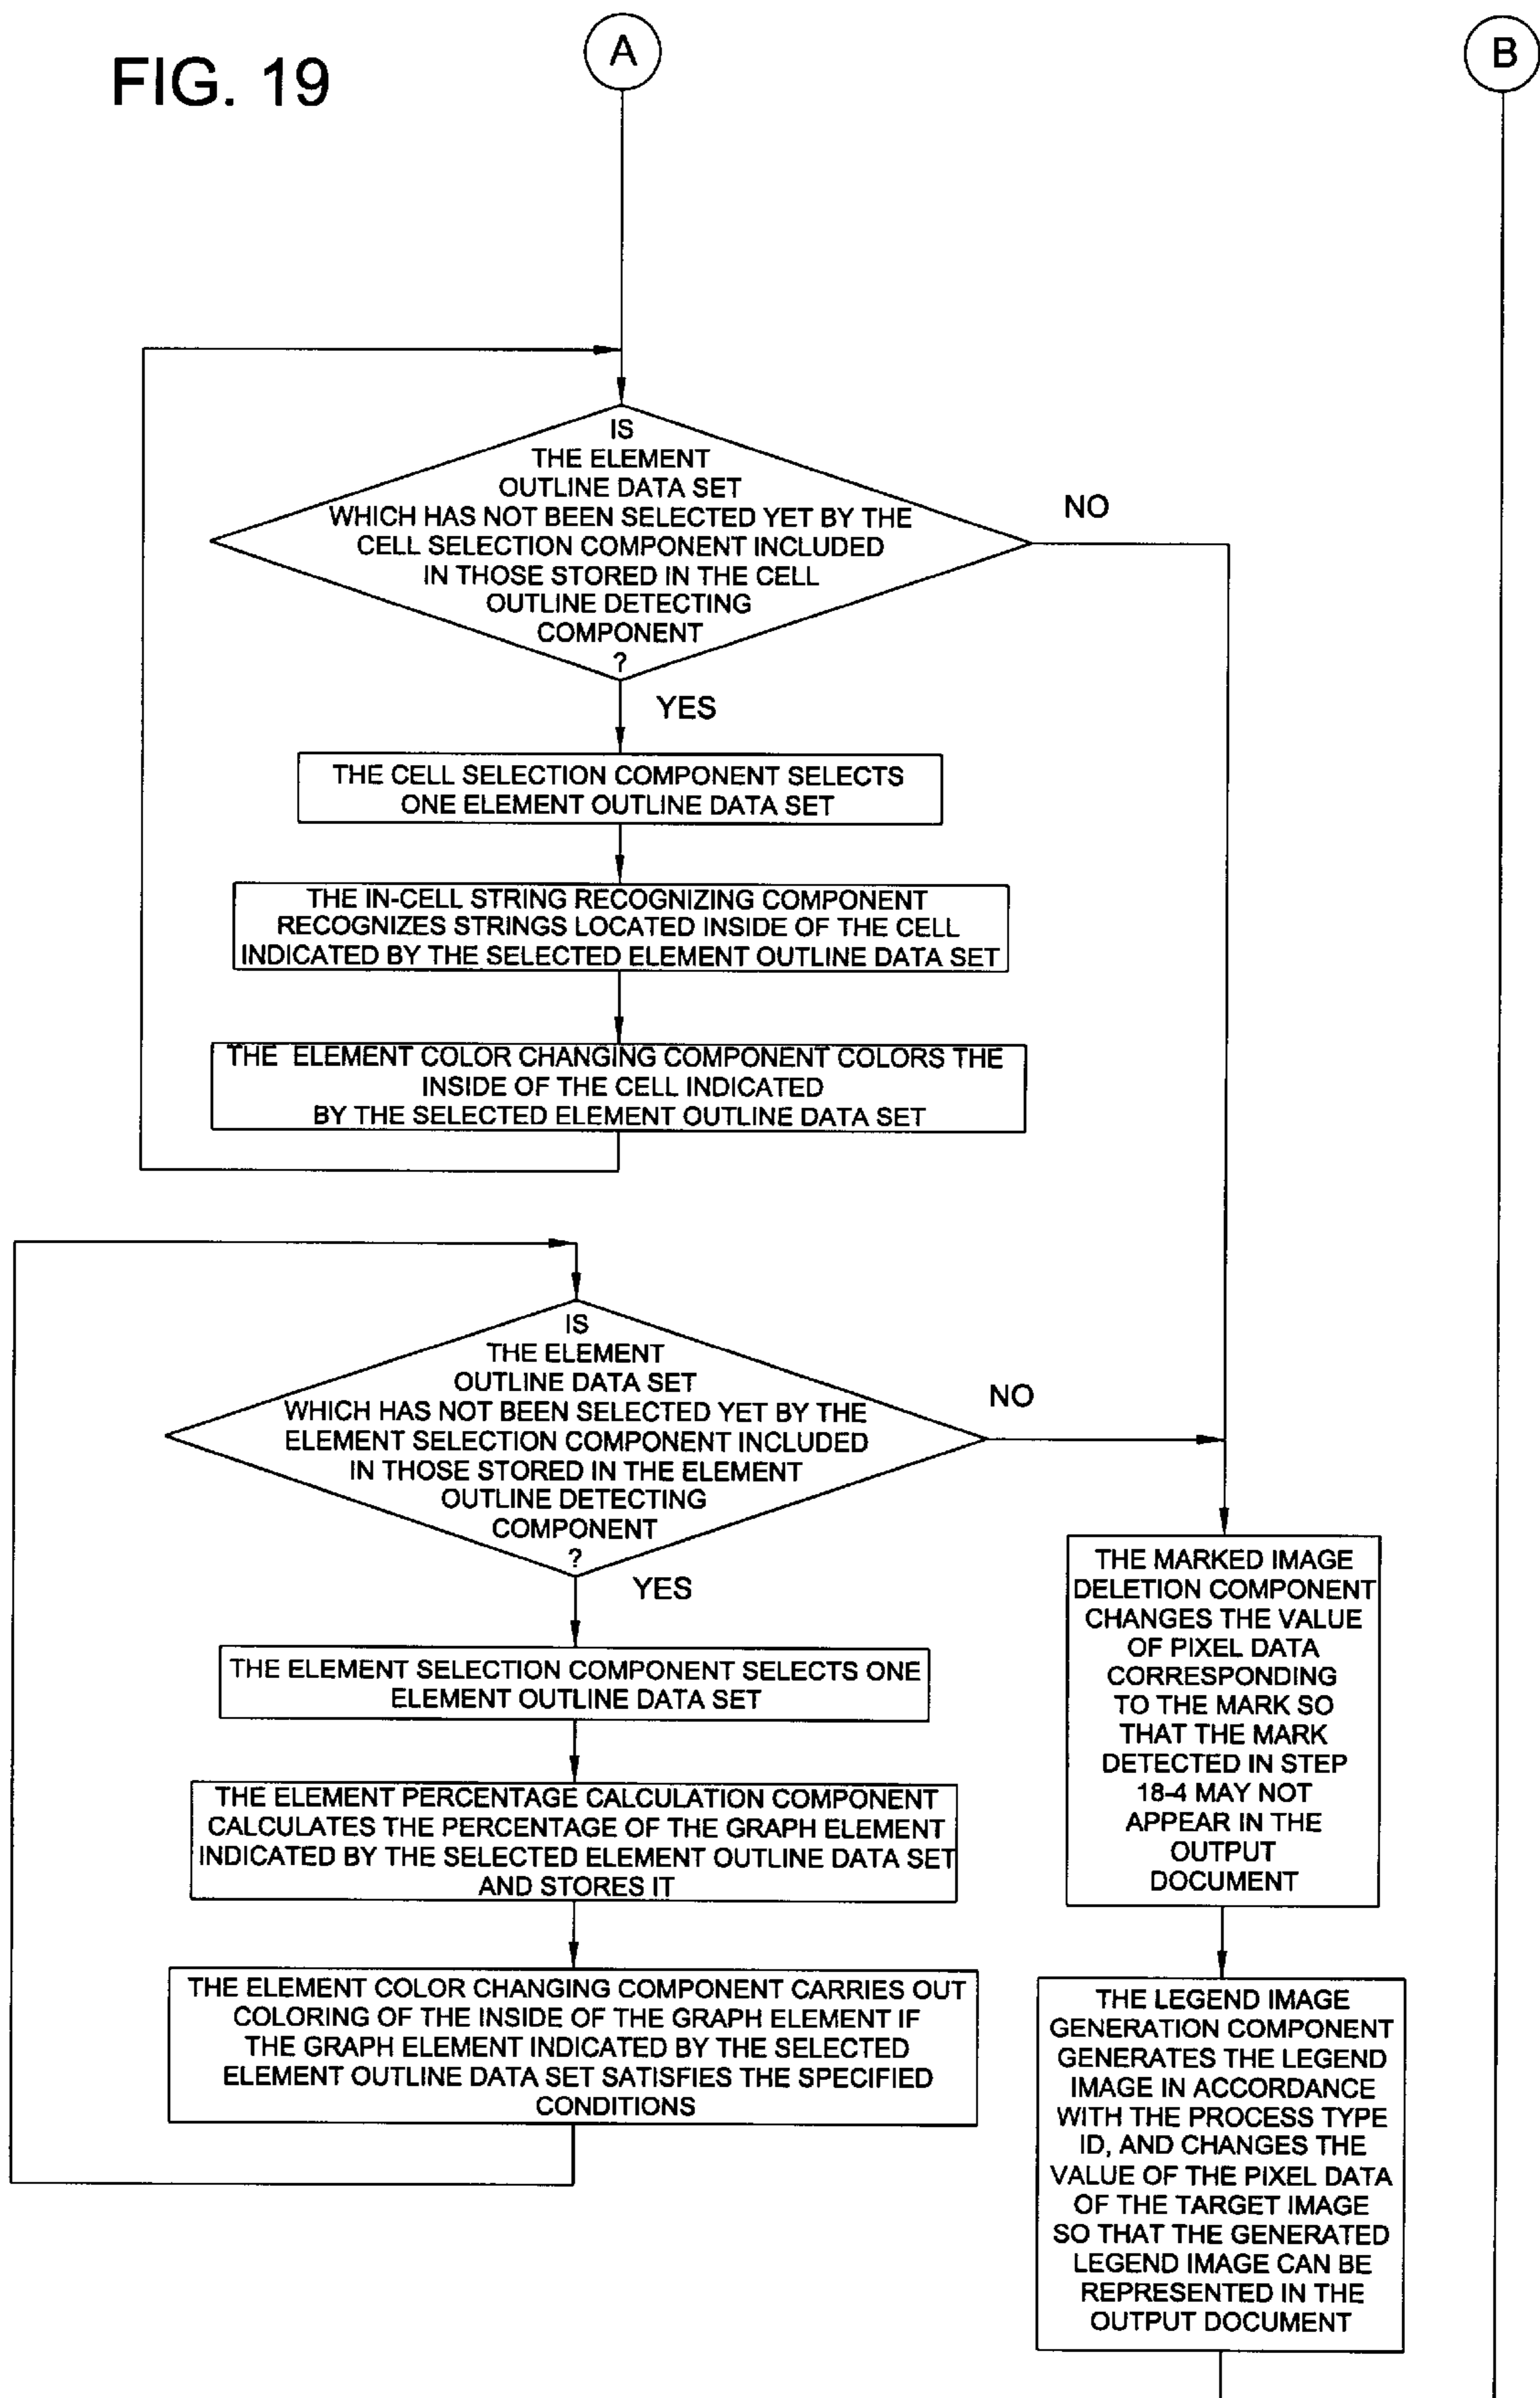 FIG. 19
A
B
IS
THE ELEMENT
OUTLINE DATA SET
WHICH HAS NOT BEEN SELECTED YET BY THE
CELL SELECTION COMPONENT INCLUDED
IN THOSE STORED IN THE CELL
OUTLINE DETECTING
COMPONENT
?
NO
YES
THE CELL SELECTION COMPONENT SELECTS
ONE ELEMENT OUTLINE DATA SET
THE IN-CELL STRING RECOGNIZING COMPONENT
RECOGNIZES STRINGS LOCATED INSIDE OF THE CELL
INDICATED BY THE SELECTED ELEMENT OUTLINE DATA SET
THE ELEMENT COLOR CHANGING COMPONENT COLORS THE
INSIDE OF THE CELL INDICATED
BY THE SELECTED ELEMENT OUTLINE DATA SET
IS
THE ELEMENT
OUTLINE DATA SET
WHICH HAS NOT BEEN SELECTED YET BY THE
ELEMENT SELECTION COMPONENT INCLUDED
IN THOSE STORED IN THE ELEMENT
OUTLINE DETECTING
COMPONENT
?
NO
YES
THE ELEMENT SELECTION COMPONENT SELECTS ONE
ELEMENT OUTLINE DATA SET
THE ELEMENT PERCENTAGE CALCULATION COMPONENT
CALCULATES THE PERCENTAGE OF THE GRAPH ELEMENT
INDICATED BY THE SELECTED ELEMENT OUTLINE DATA SET
AND STORES IT
THE ELEMENT COLOR CHANGING COMPONENT CARRIES OUT
COLORING OF THE INSIDE OF THE GRAPH ELEMENT IF
THE GRAPH ELEMENT INDICATED BY THE SELECTED
ELEMENT OUTLINE DATA SET SATISFIES THE SPECIFIED
CONDITIONS
THE MARKED IMAGE
DELETION COMPONENT
CHANGES THE VALUE
OF PIXEL DATA
CORRESPONDING
TO THE MARK SO
THAT THE MARK
DETECTED IN STEP
18-4 MAY NOT
APPEAR IN THE
OUTPUT
DOCUMENT
THE LEGEND IMAGE
GENERATION COMPONENT
GENERATES THE LEGEND
IMAGE IN ACCORDANCE
WITH THE PROCESS TYPE
ID, AND CHANGES THE
VALUE OF THE PIXEL DATA
OF THE TARGET IMAGE
SO THAT THE GENERATED
LEGEND IMAGE CAN BE
REPRESENTED IN THE
OUTPUT DOCUMENT